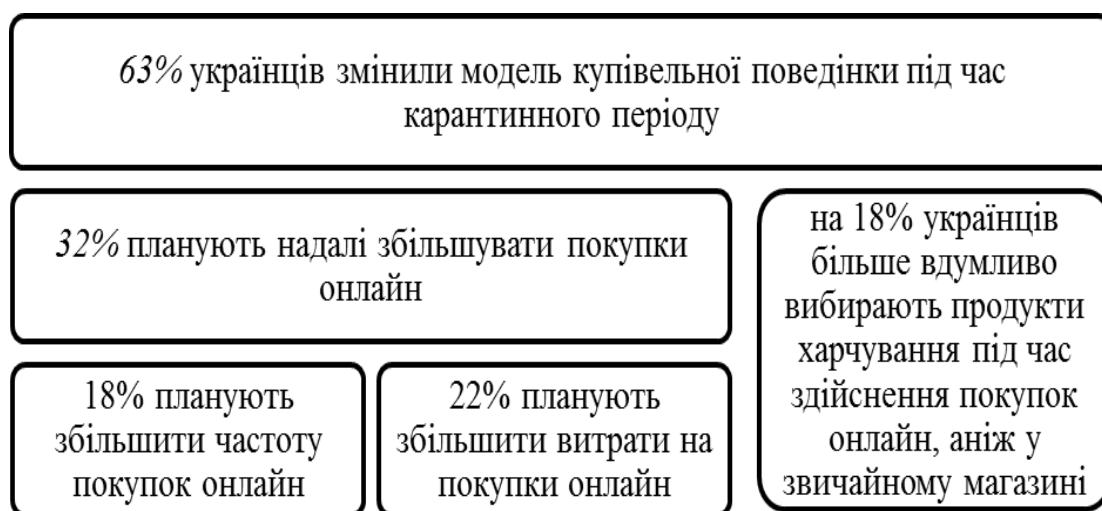 63% українців змінили модель купівельної поведінки під час
карантинного періоду
32% планують надалі збільшувати покупки
онлайн
18% планують
збільшити частоту
покупок онлайн
22% планують
збільшити витрати на
покупки онлайн
на 18% українців
більше вдумливо
вибирають продукти
харчування під час
здійснення покупок
онлайн, аніж у
звичайному магазині